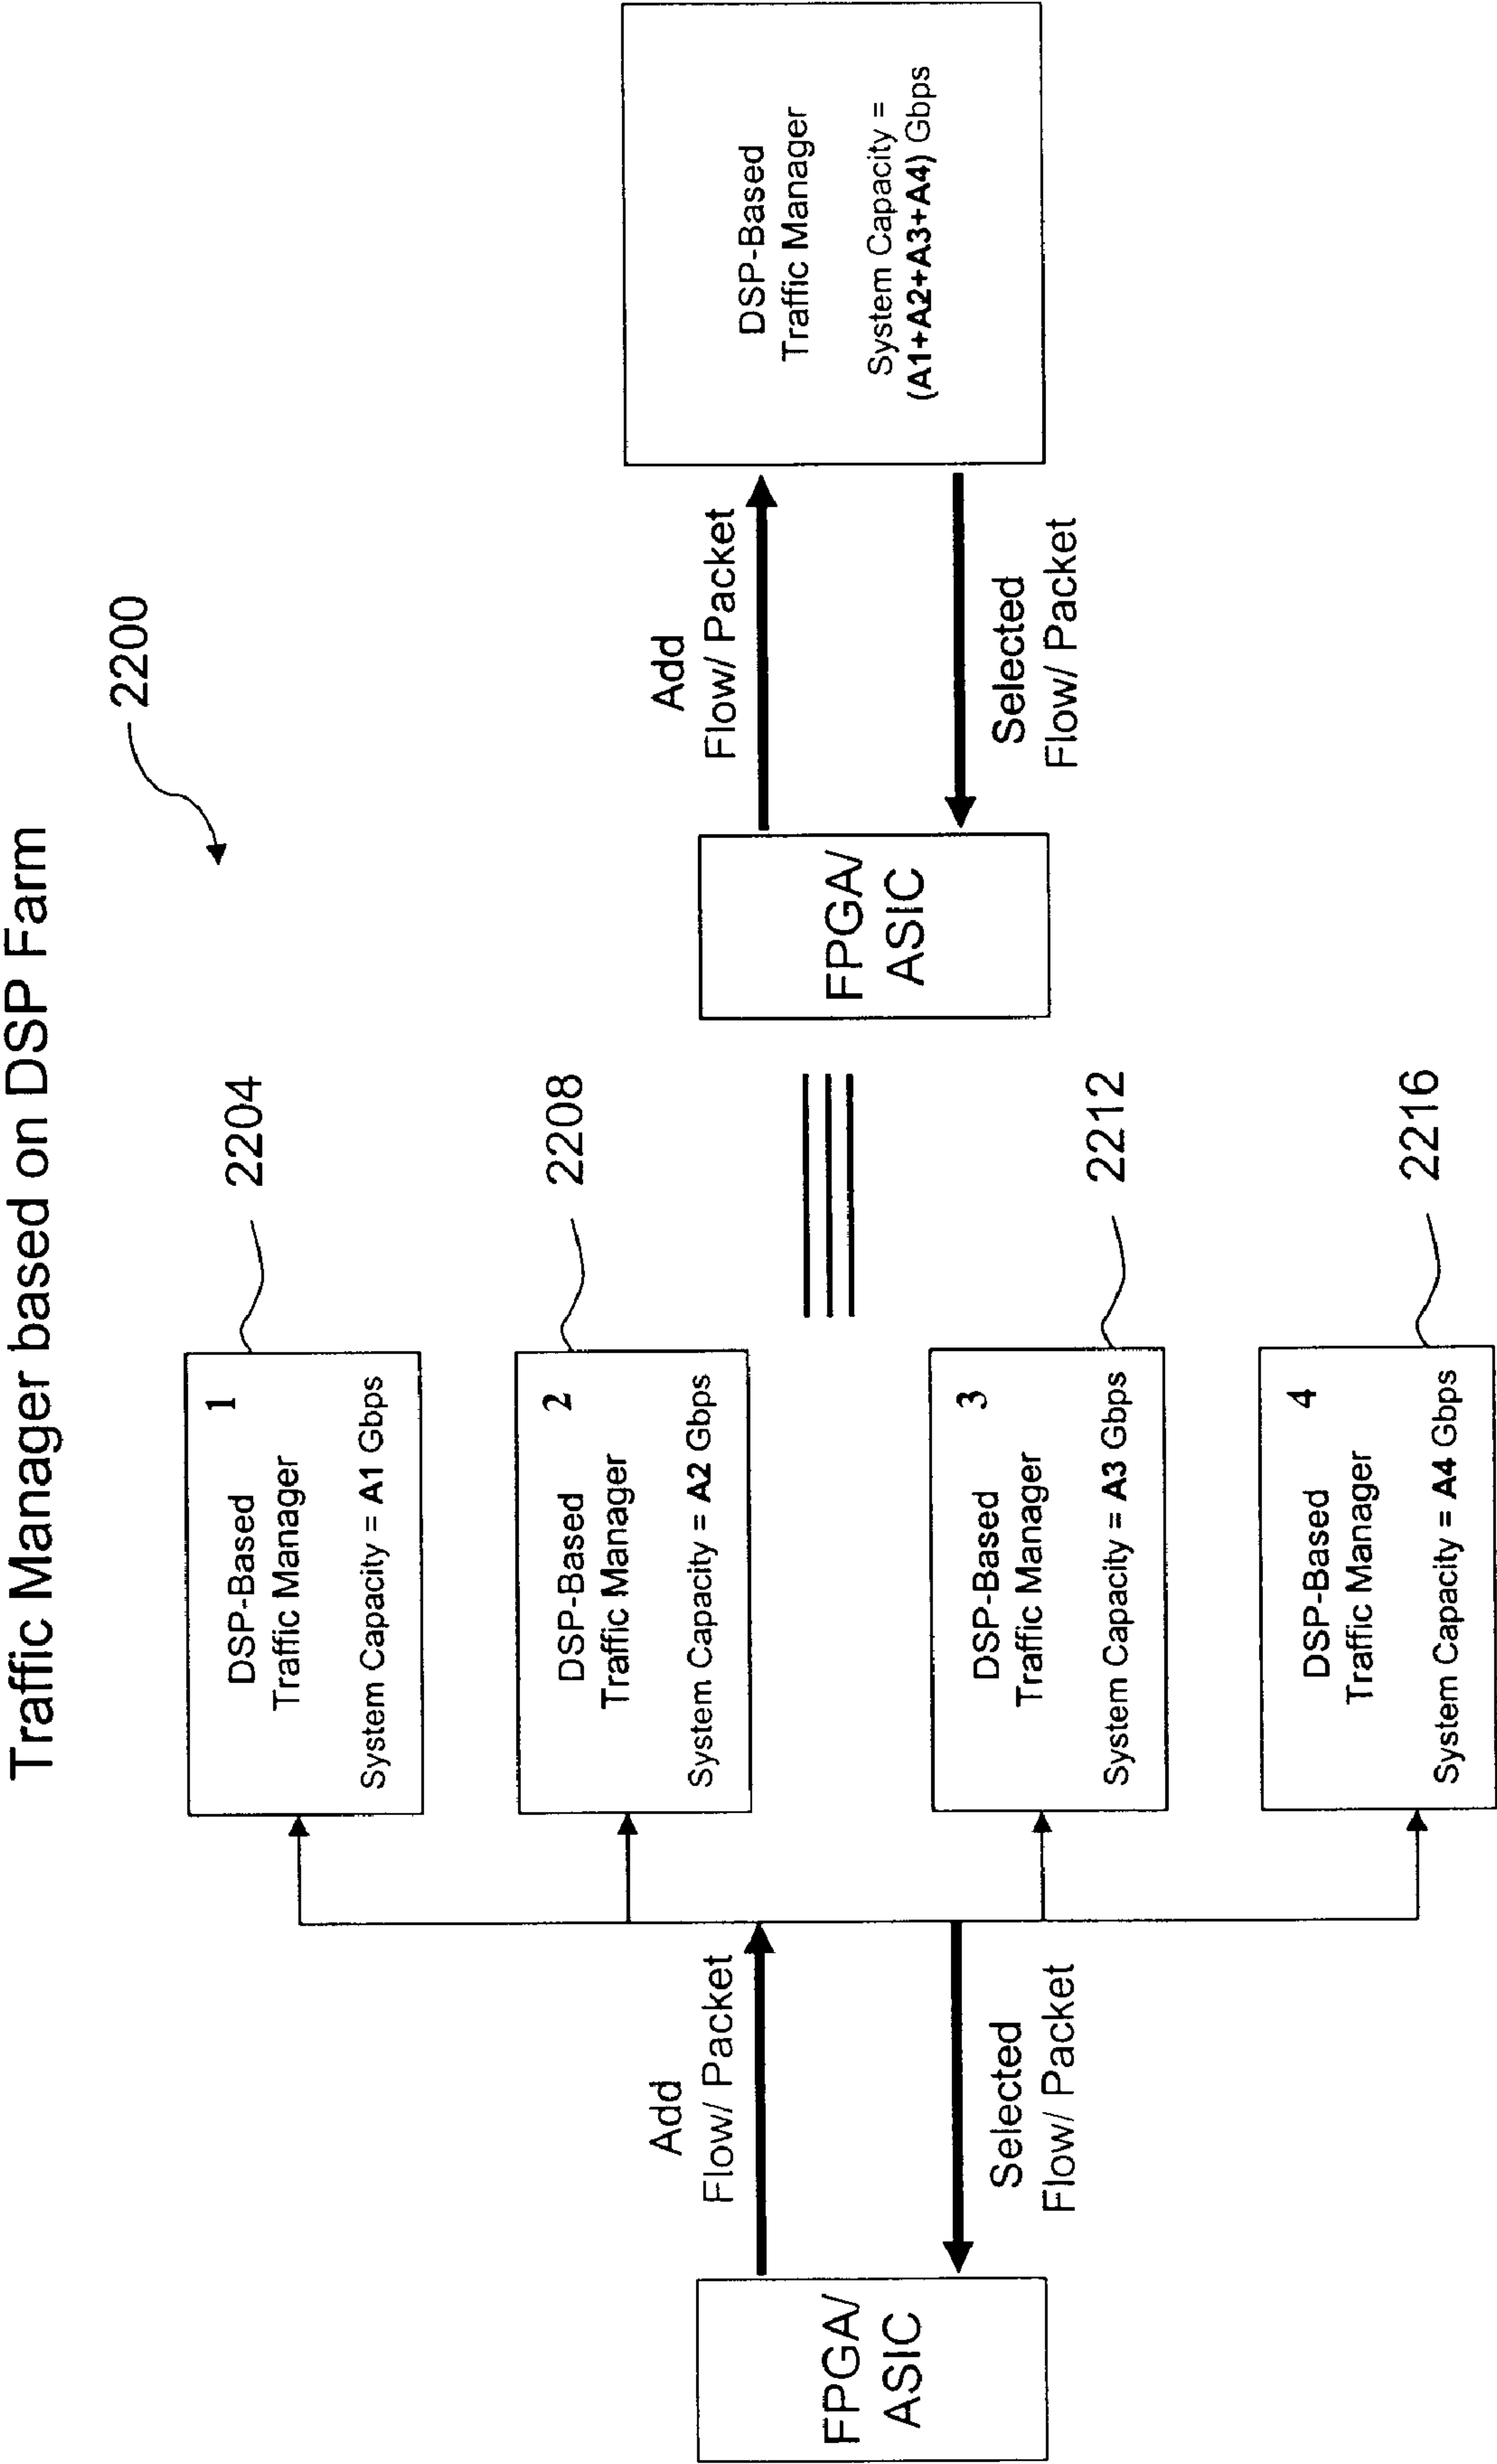 Traffic Manager based on DSP Farm
2200
FPGA/
ASIC
Add
Flow/ Packet
Selected
Flow/ Packet
1
DSP-Based
Traffic Manager
System Capacity = A1 Gbps
2204
2
DSP-Based
Traffic Manager
System Capacity = A2 Gbps
2208
3
DSP-Based
Traffic Manager
System Capacity = A3 Gbps
2212
4
DSP-Based
Traffic Manager
System Capacity = A4 Gbps
2216
FPGA/
ASIC
Add
Flow/ Packet
Selected
Flow/ Packet
DSP-Based
Traffic Manager
System Capacity =
(A1+A2+A3+A4) Gbps